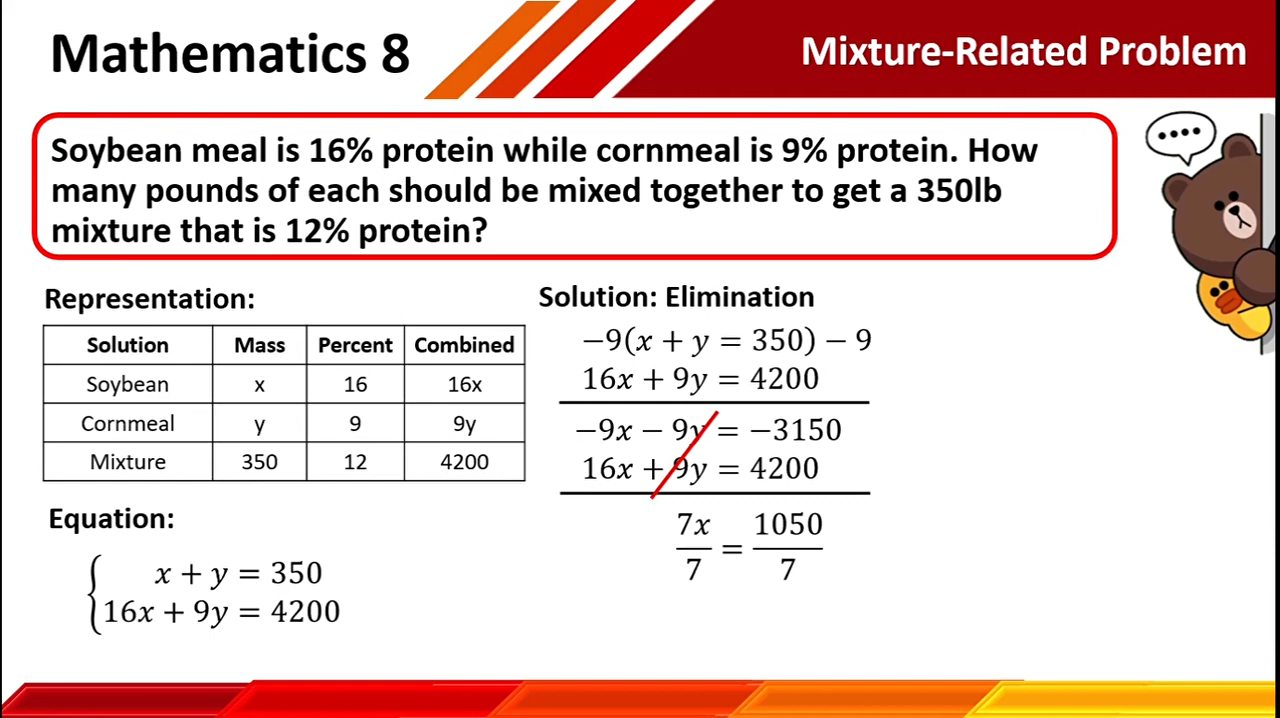 Mathematics 8
Mixture-Related Problem
Soybean meal is 16% protein while cornmeal is 9% protein. How
many pounds of each should be mixed together to get a 350lb
mixture that is 12% protein?
Representation:
Solution Mass Percent Combined
Soybean x 16 16x
Cornmeal y 9 9y
Mixture 350 12 4200
Equation:
x + y = 350
16x + 9y = 4200
Solution: Elimination
−9(x + y = 350) − 9
16x + 9y = 4200
−9x − 9y = −3150
16x + 9y = 4200
7x/7 = 1050/7